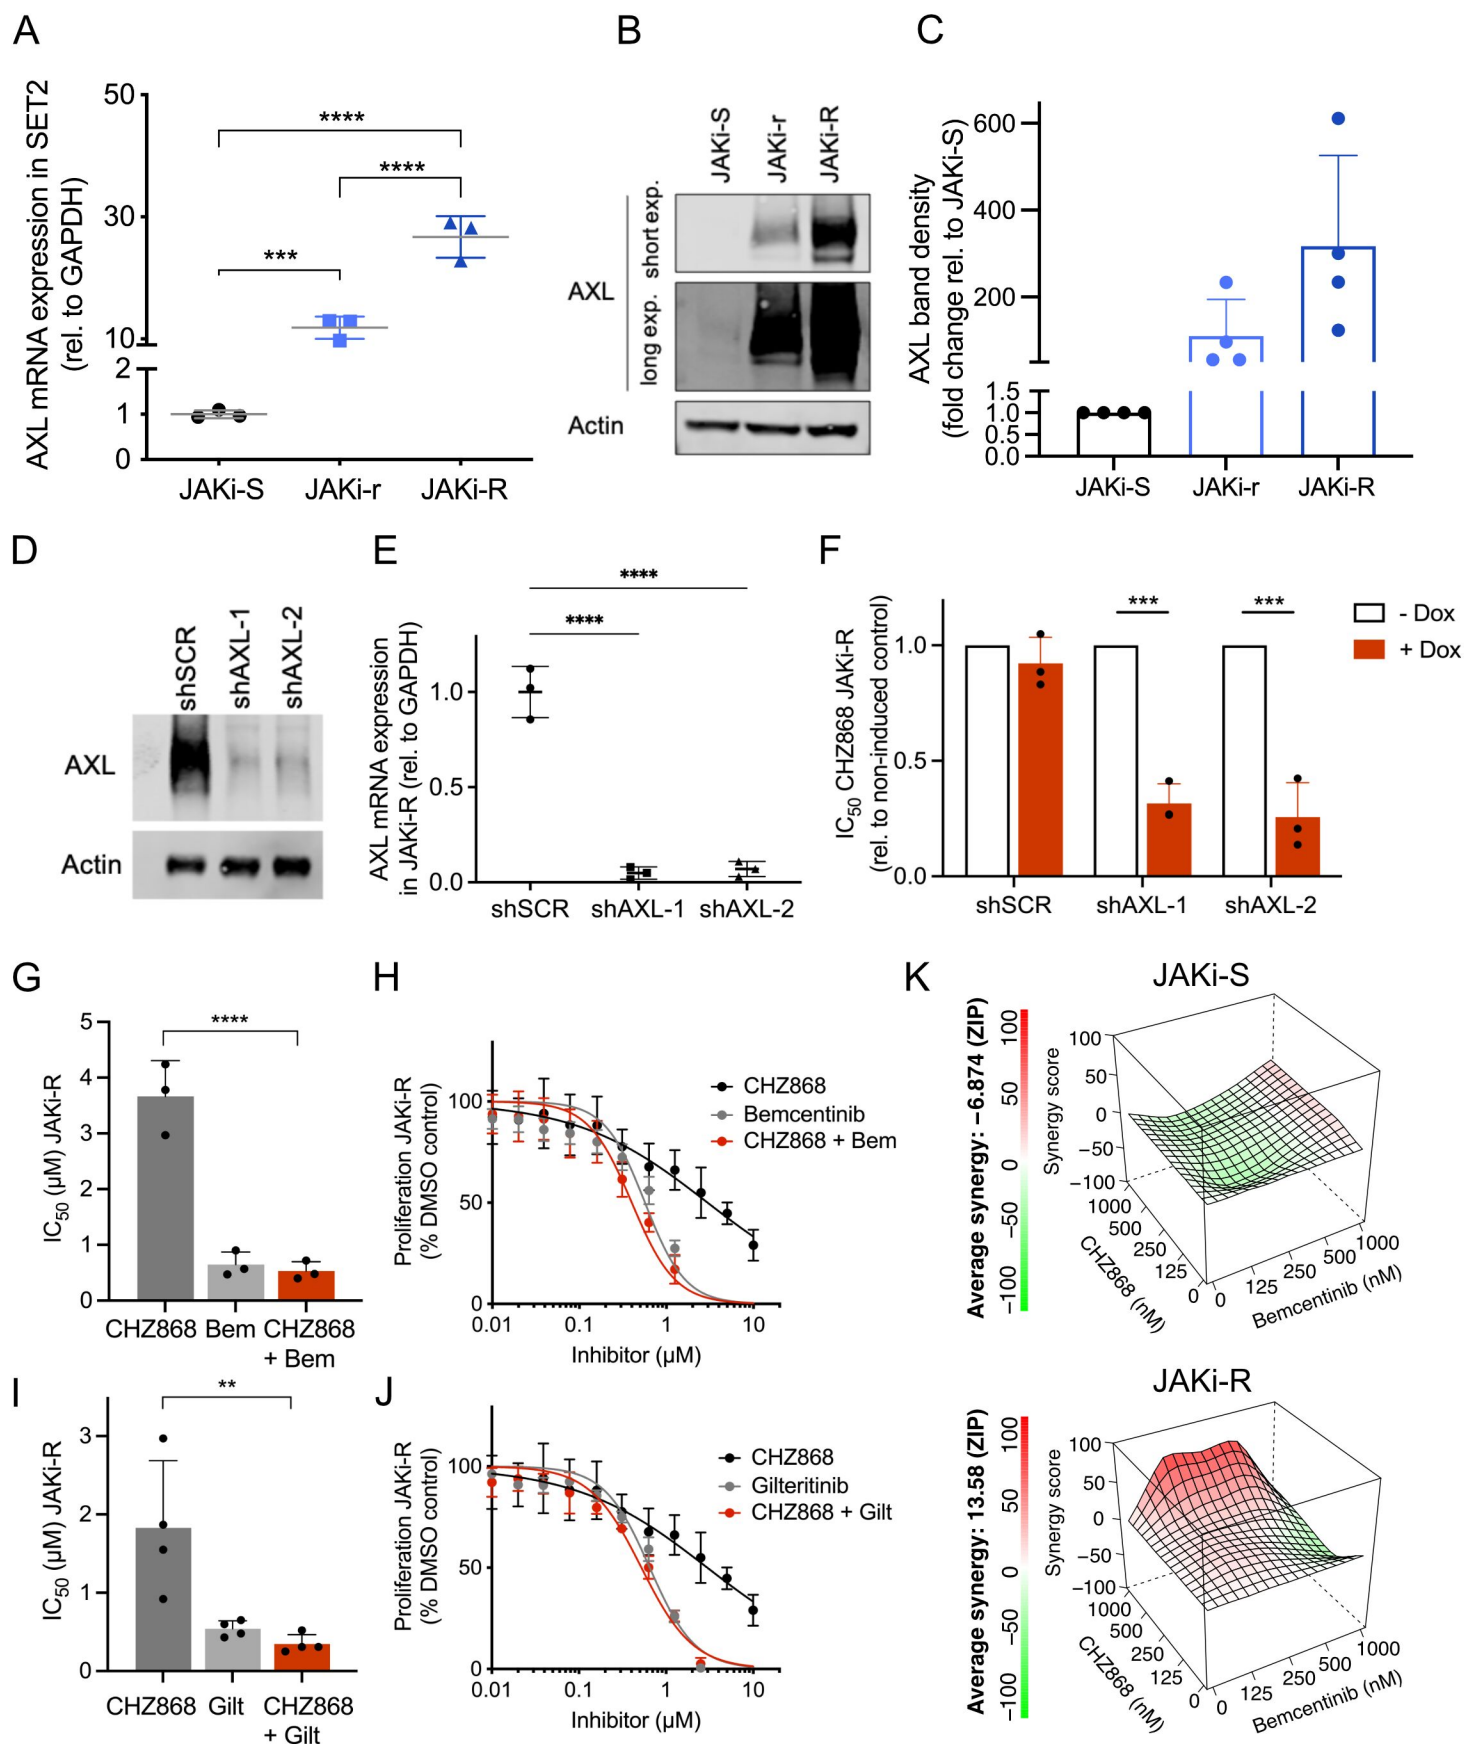 A
AXL mRNA expression in SET2
(rel. to GAPDH)
50
30
10
2
1
0
****
****
***
JAKi-S
JAKi-r
JAKi-R
B
JAKi-S
JAKi-r
JAKi-R
AXL
short exp.
long exp.
Actin
C
AXL band density
(fold change rel. to JAKi-S)
600
400
200
1.5
1.0
0.5
0.0
JAKi-S
JAKi-r
JAKi-R
D
shSCR
shAXL-1
shAXL-2
AXL
Actin
E
AXL mRNA expression
in JAKi-R (rel. to GAPDH)
****
****
1.0
0.5
0.0
shSCR
shAXL-1
shAXL-2
F
IC50 CHZ868 JAKi-R
(rel. to non-induced control)
1.0
0.5
0.0
***
***
- Dox
+ Dox
shSCR
shAXL-1
shAXL-2
G
IC50 (µM) JAKi-R
5
4
3
2
1
0
****
CHZ868
Bem
CHZ868
+ Bem
H
Proliferation JAKi-R
(% DMSO control)
100
50
0
CHZ868
Bemcentinib
CHZ868 + Bem
0.01
0.1
1
10
Inhibitor (µM)
I
IC50 (µM) JAKi-R
3
2
1
0
**
CHZ868
Gilt
CHZ868
+ Gilt
J
Proliferation JAKi-R
(% DMSO control)
100
50
0
CHZ868
Gilteritinib
CHZ868 + Gilt
0.01
0.1
1
10
Inhibitor (µM)
K
JAKi-S
Average synergy: −6.874 (ZIP)
100
50
0
−50
−100
Synergy score
100
50
0
−50
−100
1000
500
250
125
0
CHZ868 (nM)
0
125
250
500
1000
Bemcentinib (nM)
JAKi-R
Average synergy: 13.58 (ZIP)
100
50
0
−50
−100
Synergy score
100
50
0
−50
−100
1000
500
250
125
0
CHZ868 (nM)
0
125
250
500
1000
Bemcentinib (nM)